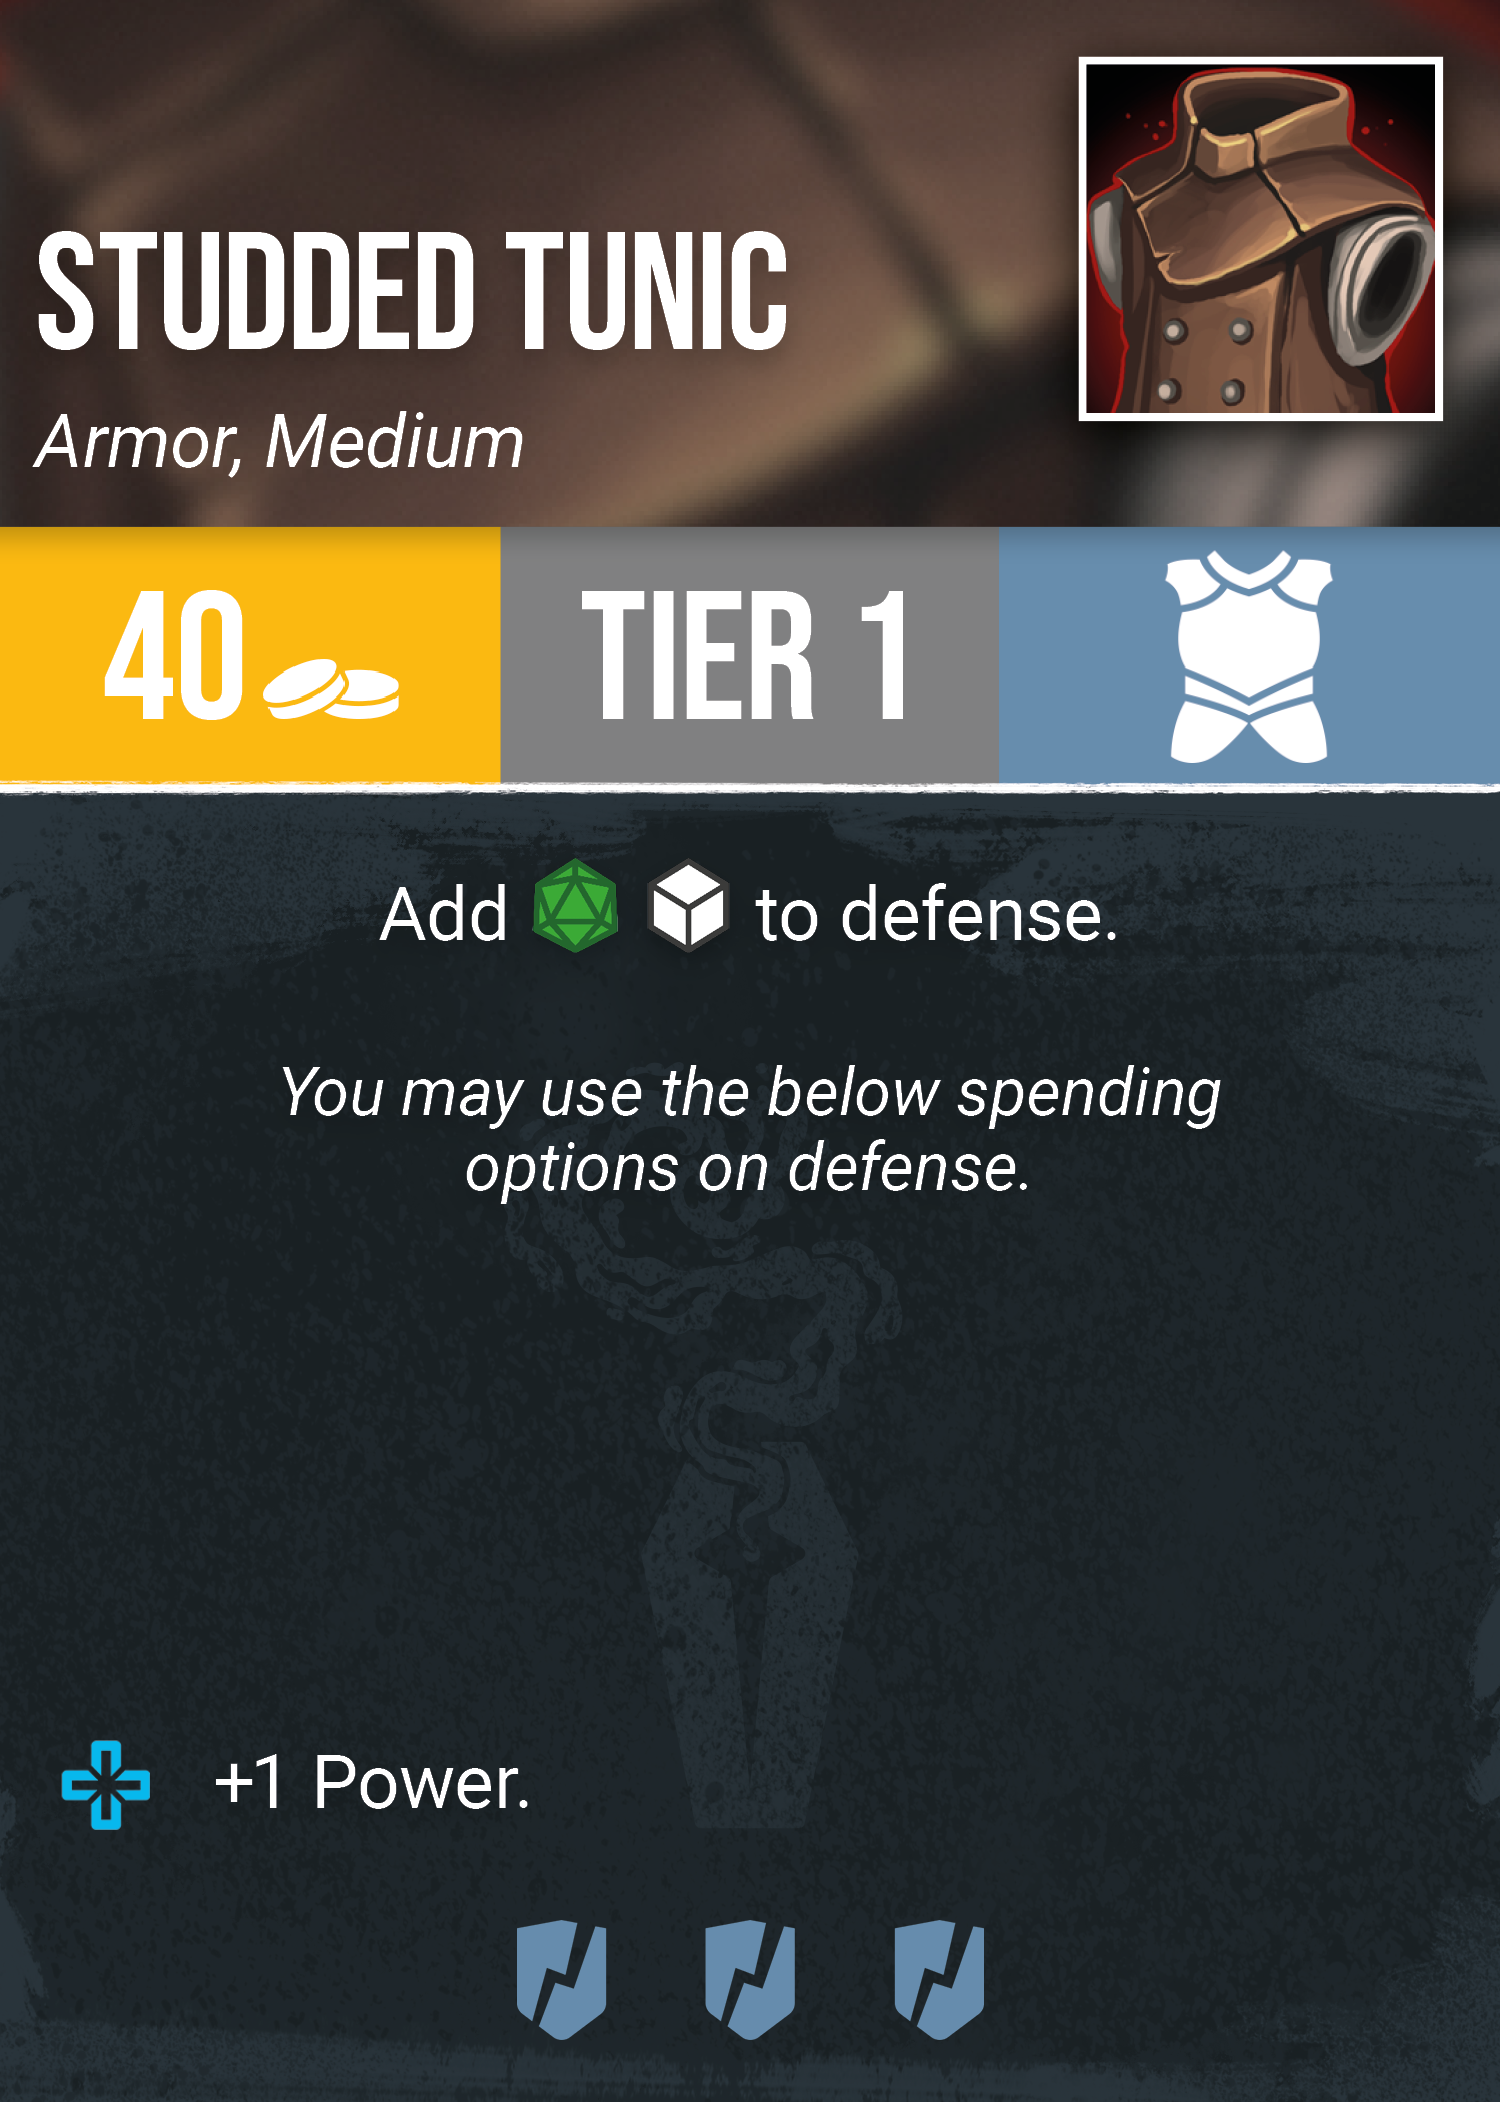 STUDDED TUNIC
Armor, Medium
40
TIER 1
Add to defense.
You may use the below spending
options on defense.
+1 Power.